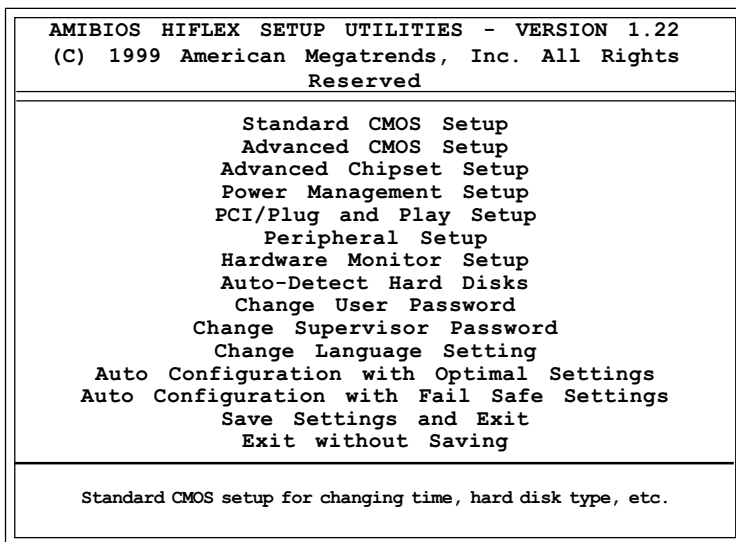 AMIBIOS HIFLEX SETUP UTILITIES - VERSION 1.22
(C) 1999 American Megatrends, Inc. All Rights
Reserved
Standard CMOS Setup
Advanced CMOS Setup
Advanced Chipset Setup
Power Management Setup
PCI/Plug and Play Setup
Peripheral Setup
Hardware Monitor Setup
Auto-Detect Hard Disks
Change User Password
Change Supervisor Password
Change Language Setting
Auto Configuration with Optimal Settings
Auto Configuration with Fail Safe Settings
Save Settings and Exit
Exit without Saving
Standard CMOS setup for changing time, hard disk type, etc.